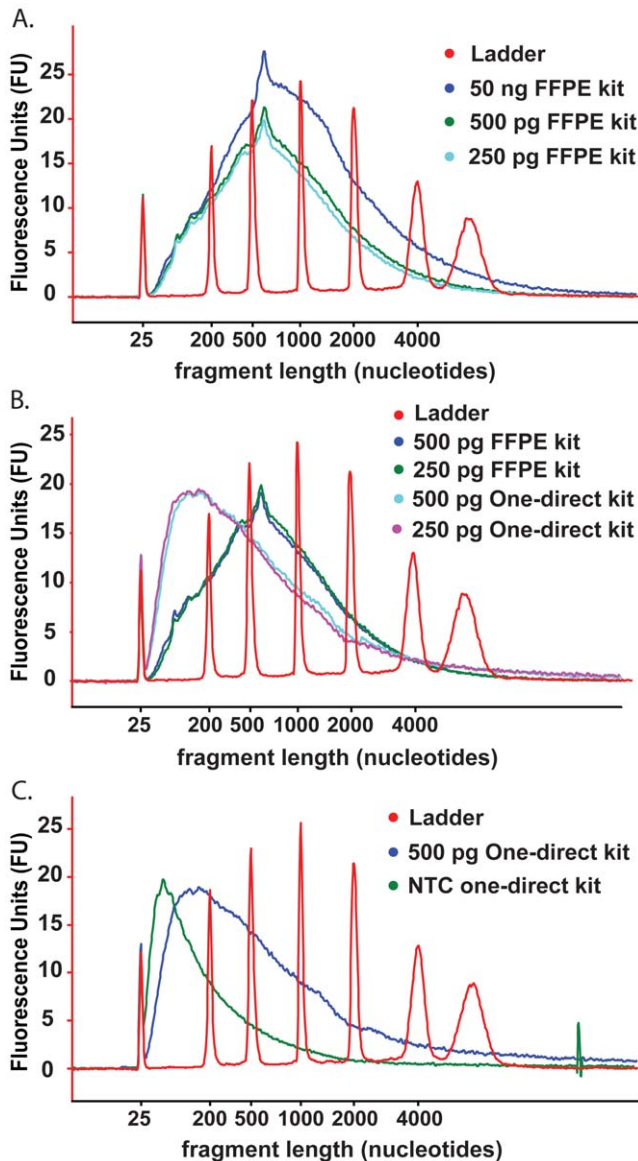 A.
Fluorescence Units (FU)
25
20
15
10
5
0
Ladder
50 ng FFPE kit
500 pg FFPE kit
250 pg FFPE kit
25 200 500 1000 2000 4000
fragment length (nucleotides)
B.
Fluorescence Units (FU)
25
20
15
10
5
0
Ladder
500 pg FFPE kit
250 pg FFPE kit
500 pg One-direct kit
250 pg One-direct kit
25 200 500 1000 2000 4000
fragment length (nucleotides)
C.
Fluorescence Units (FU)
25
20
15
10
5
0
Ladder
500 pg One-direct kit
NTC one-direct kit
25 200 500 1000 2000 4000
fragment length (nucleotides)